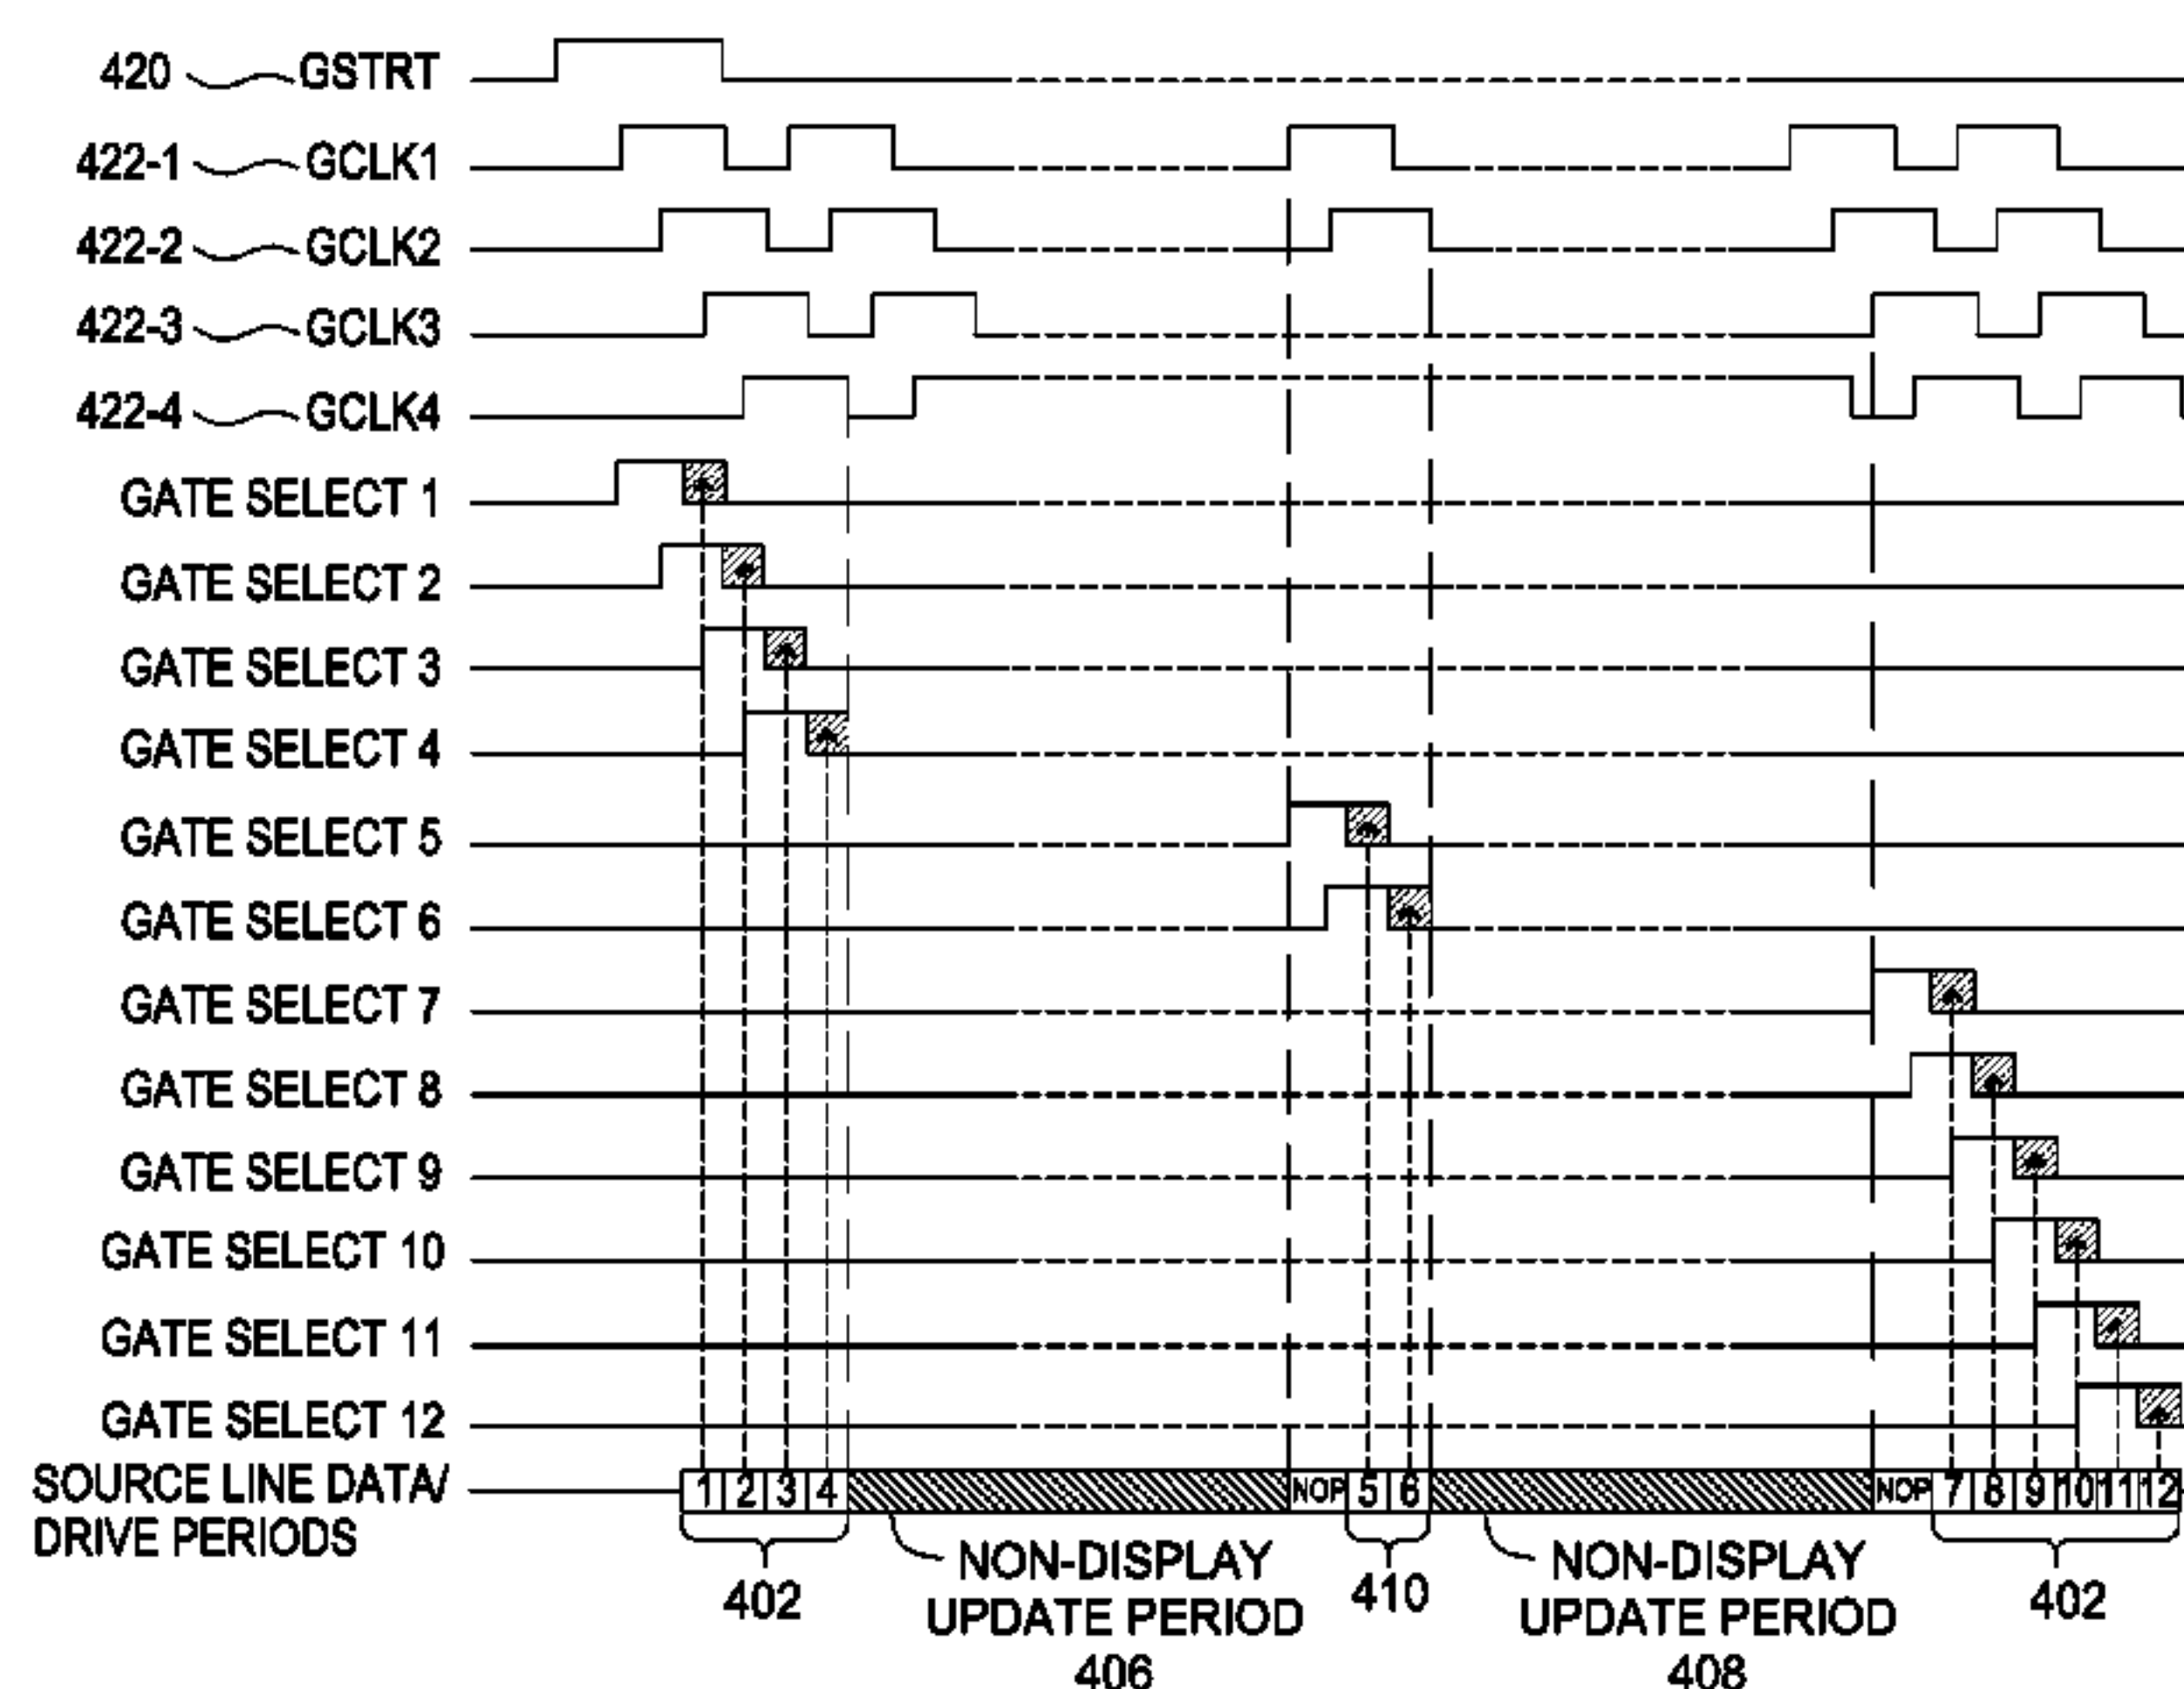 420 GSTRT
422-1 GCLK1
422-2 GCLK2
422-3 GCLK3
422-4 GCLK4
GATE SELECT 1
GATE SELECT 2
GATE SELECT 3
GATE SELECT 4
GATE SELECT 5
GATE SELECT 6
GATE SELECT 7
GATE SELECT 8
GATE SELECT 9
GATE SELECT 10
GATE SELECT 11
GATE SELECT 12
SOURCE LINE DATA/
DRIVE PERIODS
1 2 3 4 NOP 5 6 NOP 7 8 9 10 11 12
402
NON-DISPLAY
UPDATE PERIOD
406
410
NON-DISPLAY
UPDATE PERIOD
408
402